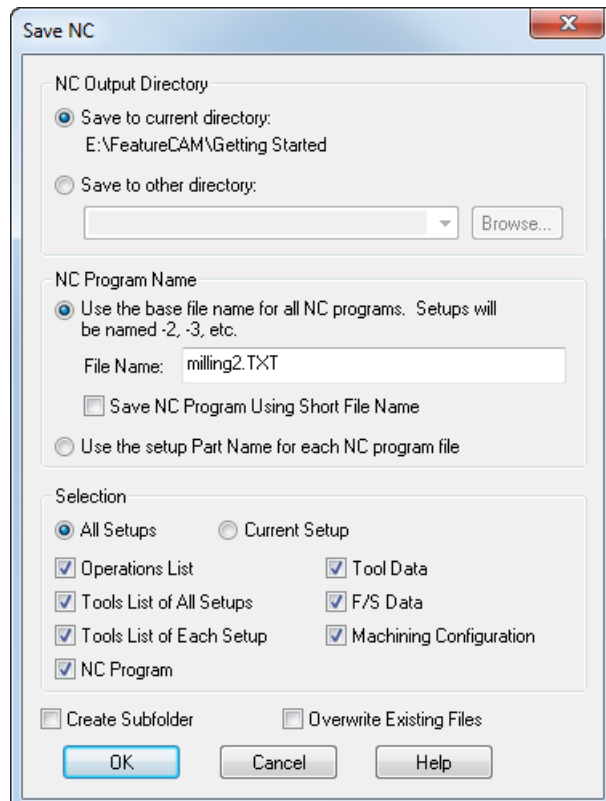 Save NC
NC Output Directory
Save to current directory:
E:\FeatureCAM\Getting Started
Save to other directory:
Browse...
NC Program Name
Use the base file name for all NC programs.  Setups will
be named -2, -3, etc.
File Name: milling2.TXT
Save NC Program Using Short File Name
Use the setup Part Name for each NC program file
Selection
All Setups Current Setup
Operations List Tool Data
Tools List of All Setups F/S Data
Tools List of Each Setup Machining Configuration
NC Program
Create Subfolder Overwrite Existing Files
OK Cancel Help